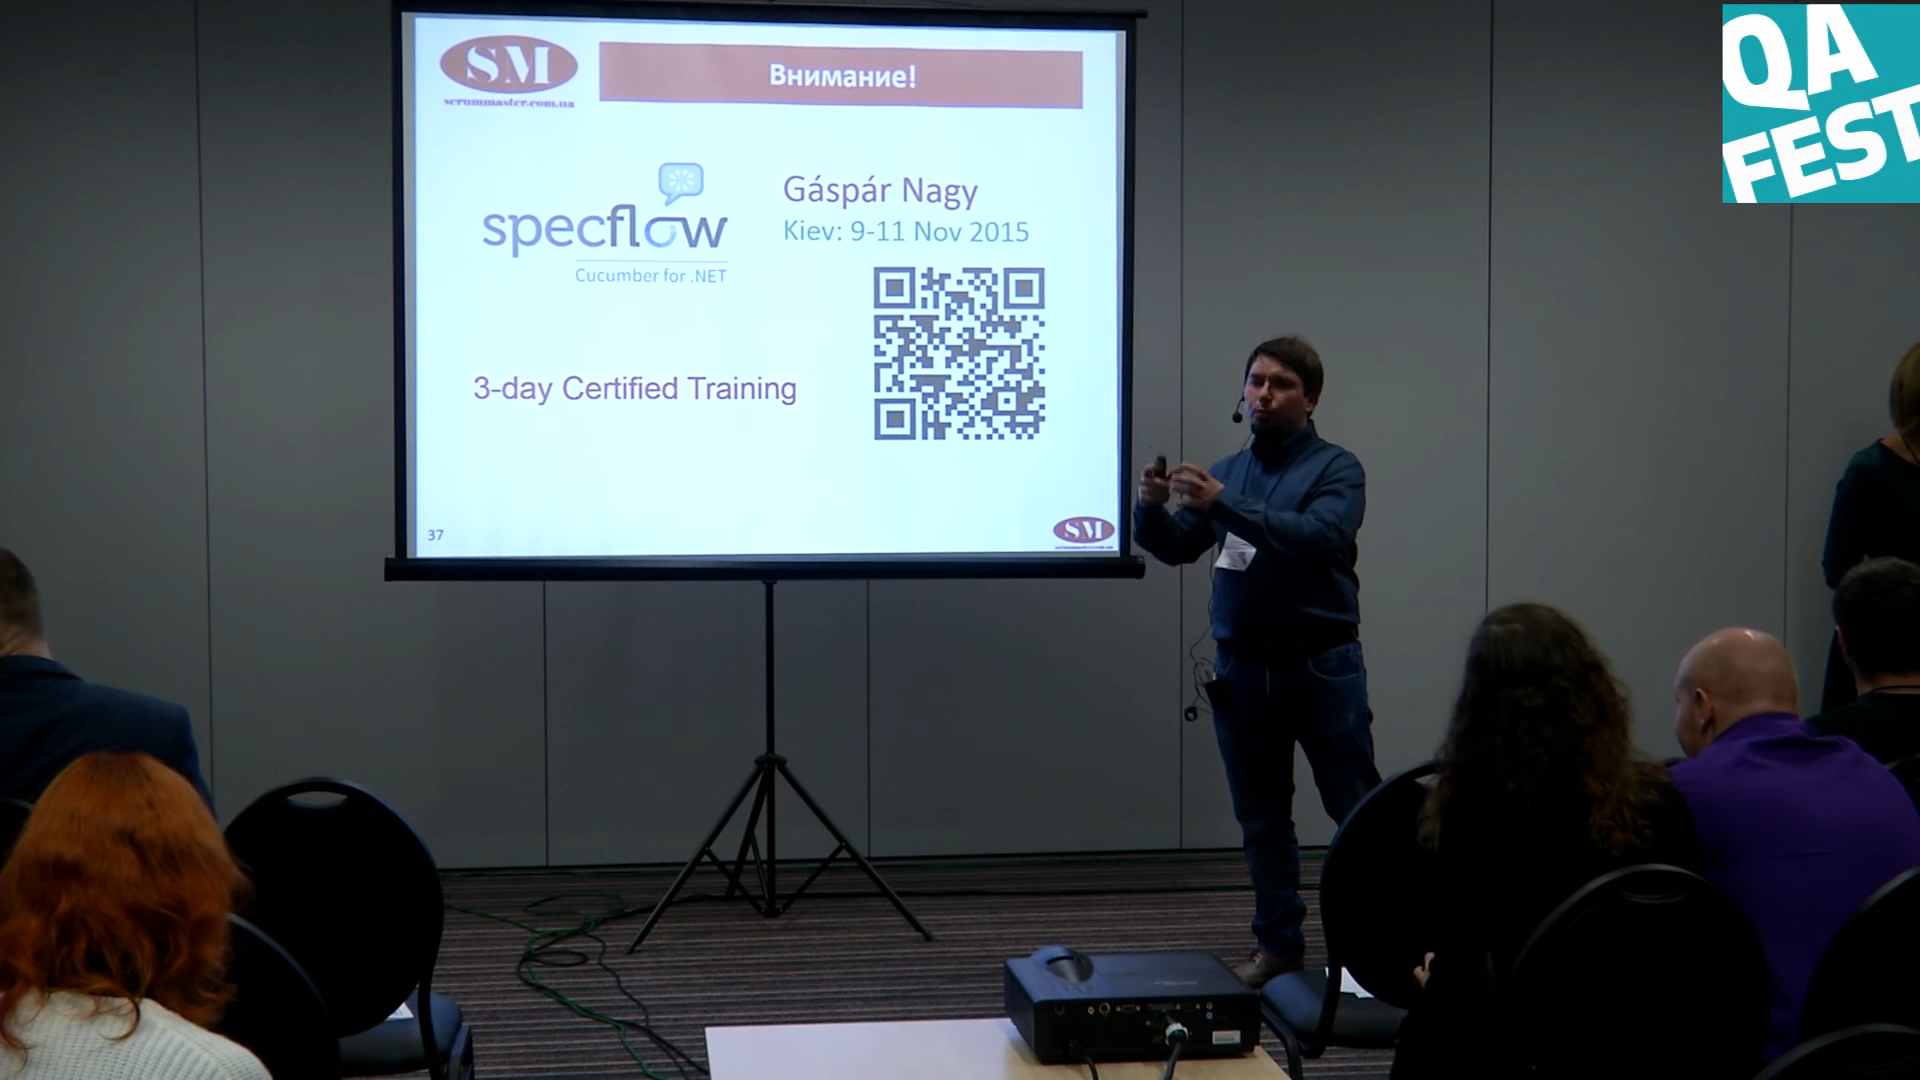 SM
scrummaster.com.ua
Внимание!
specflow
Cucumber for .NET
Gáspár Nagy
Kiev: 9-11 Nov 2015
3-day Certified Training
37
SM
QA
FEST